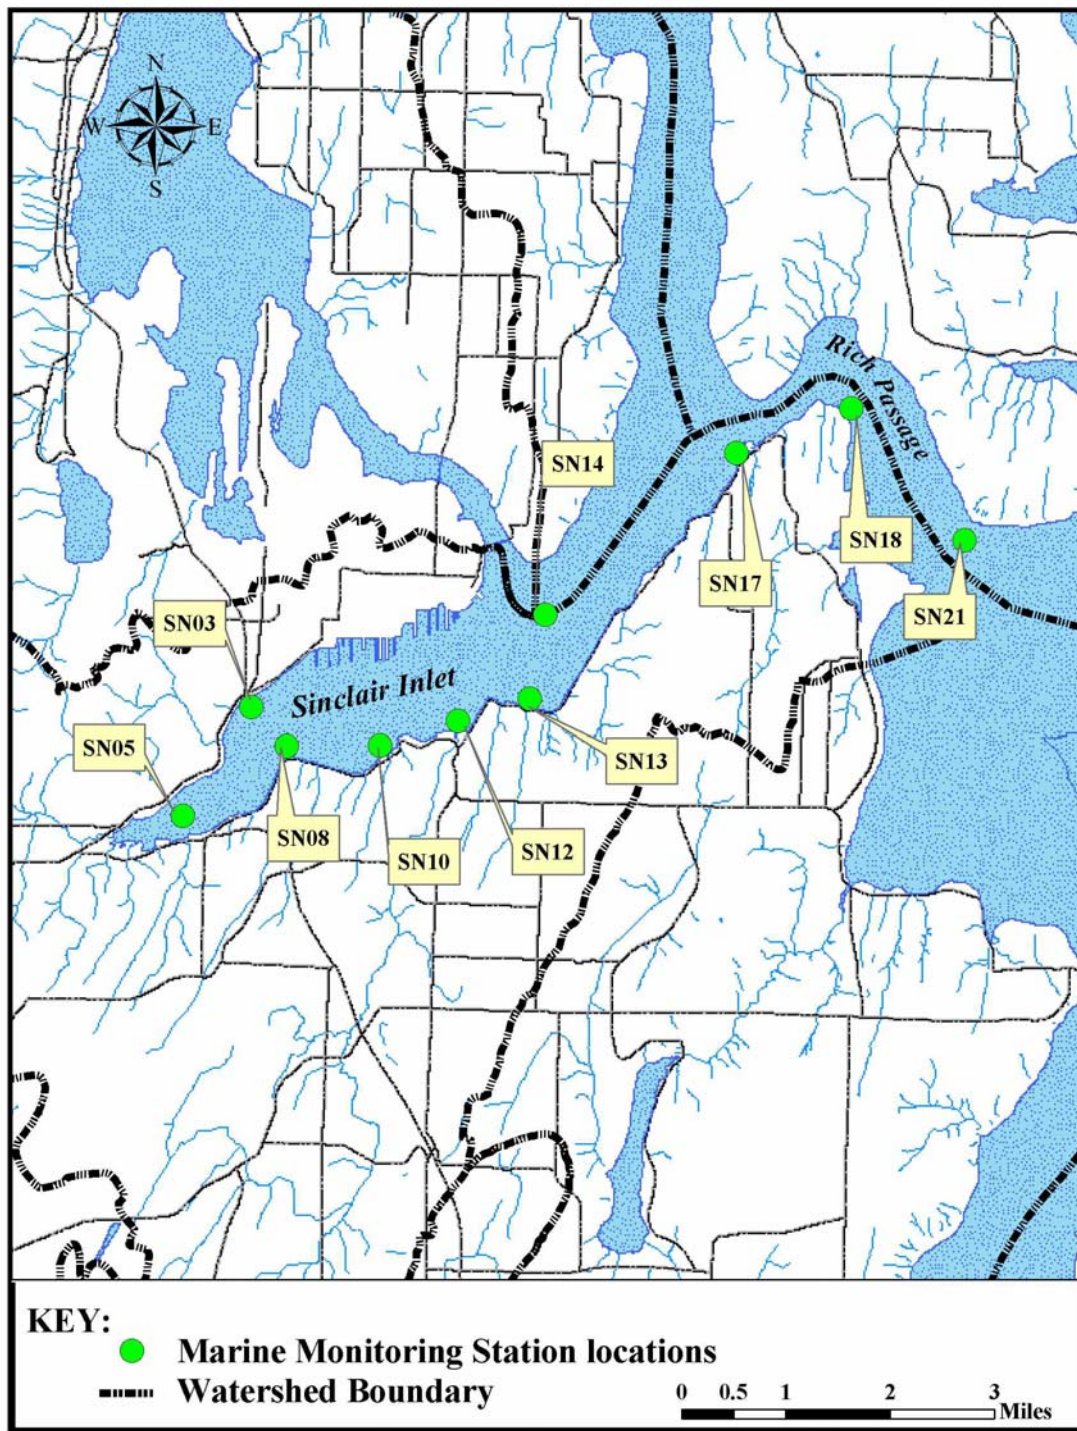 N
W E
S
Rich Passage
SN14
SN18
SN17
SN21
SN03
Sinclair Inlet
SN05
SN13
SN08
SN10
SN12
KEY:
Marine Monitoring Station locations
Watershed Boundary
0 0.5 1 2 3
Miles